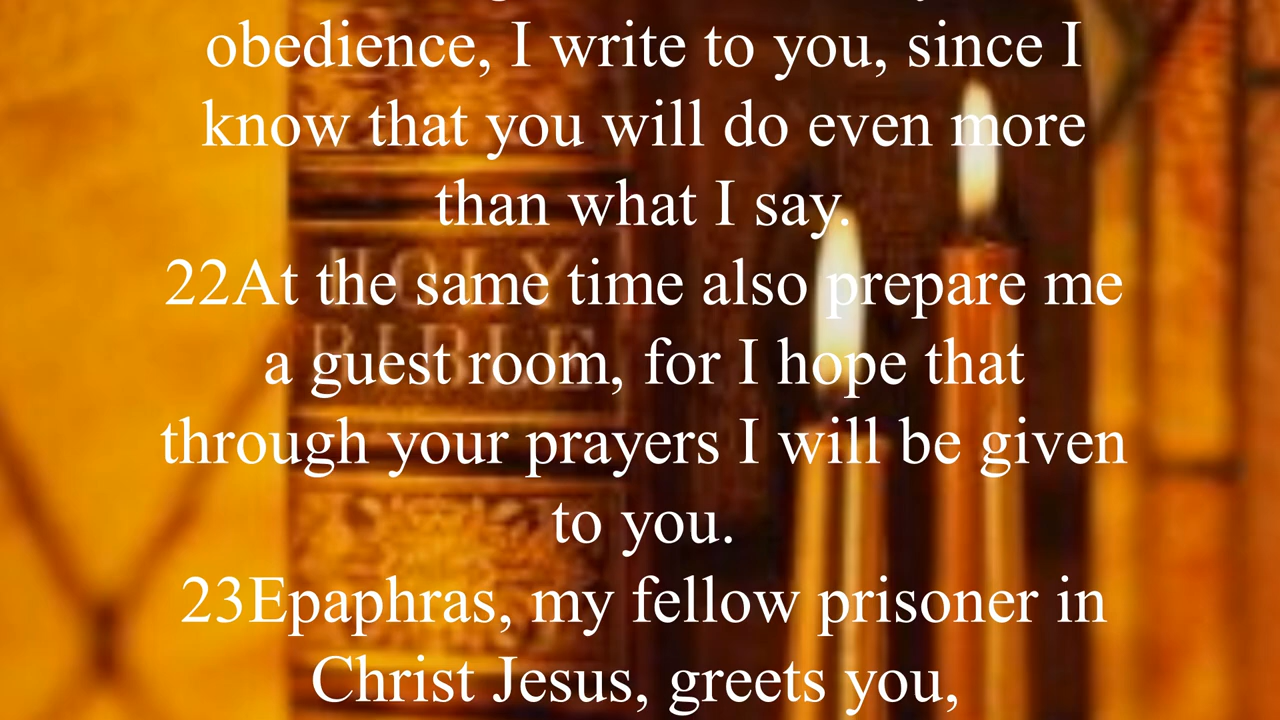 obedience, I write to you, since I
know that you will do even more
than what I say.
22At the same time also prepare me
a guest room, for I hope that
through your prayers I will be given
to you.
23Epaphras, my fellow prisoner in
Christ Jesus, greets you,
HOLY
BIBLE